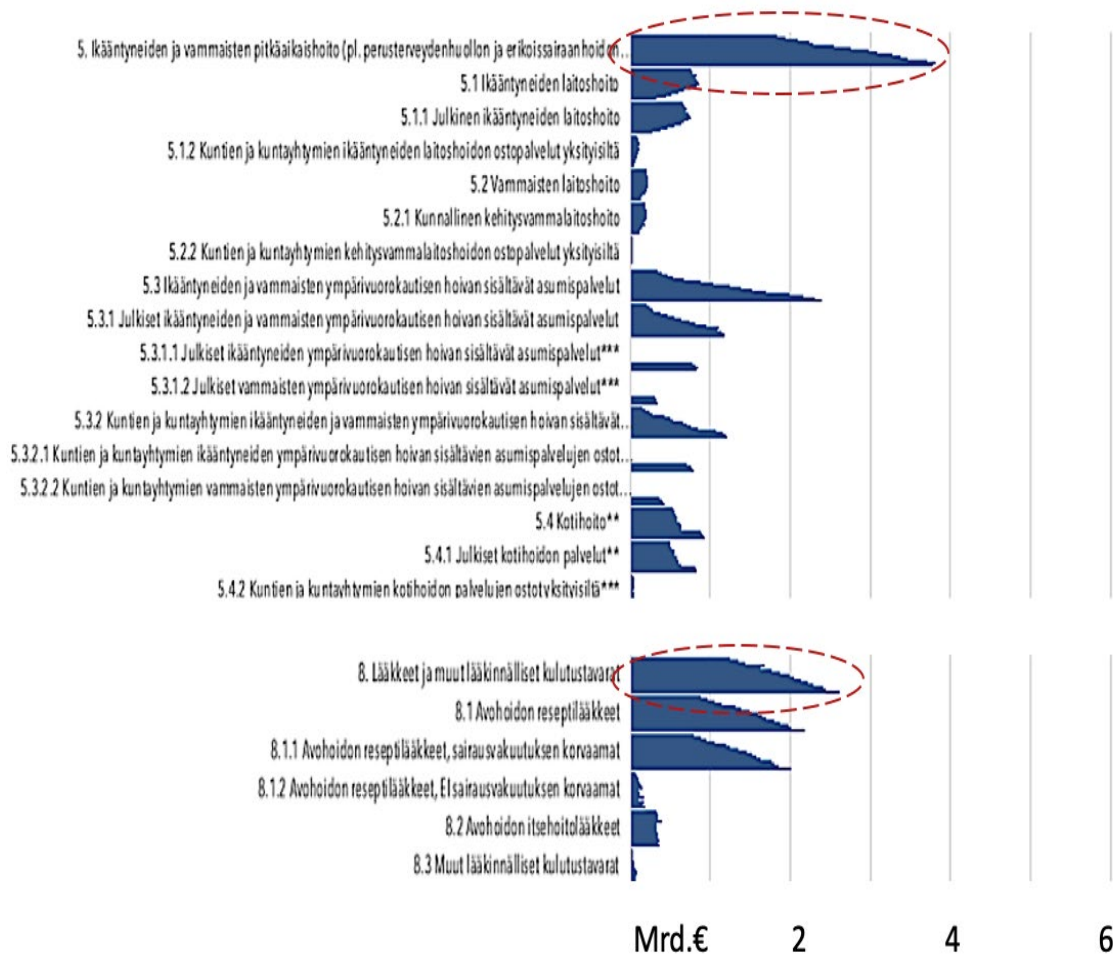 5. Ikääntyneiden ja vammaisten pitkäaikaishoito (pl. perusterveydenhuollon ja erikoissairaanhoidon...
5.1 Ikääntyneiden laitoshoito
5.1.1 Julkinen ikääntyneiden laitoshoito
5.1.2 Kuntien ja kuntayhtymien ikääntyneiden laitoshoidon ostopalvelut yksityisiltä
5.2 Vammaisten laitoshoito
5.2.1 Kunnallinen kehitysvammalaitoshoito
5.2.2 Kuntien ja kuntayhtymien kehitysvammalaitoshoidon ostopalvelut yksityisiltä
5.3 Ikääntyneiden ja vammaisten ympärivuorokautisen hoivan sisältävät asumispalvelut
5.3.1 Julkiset ikääntyneiden ja vammaisten ympärivuorokautisen hoivan sisältävät asumispalvelut
5.3.1.1 Julkiset ikääntyneiden ympärivuorokautisen hoivan sisältävät asumispalvelut***
5.3.1.2 Julkiset vammaisten ympärivuorokautisen hoivan sisältävät asumispalvelut***
5.3.2 Kuntien ja kuntayhtymien ikääntyneiden ja vammaisten ympärivuorokautisen hoivan sisältävät...
5.3.2.1 Kuntien ja kuntayhtymien ikääntyneiden ympärivuorokautisen hoivan sisältävien asumispalvelujen ostot...
5.3.2.2 Kuntien ja kuntayhtymien vammaisten ympärivuorokautisen hoivan sisältävien asumispalvelujen ostot...
5.4 Kotihoito**
5.4.1 Julkiset kotihoidon palvelut**
5.4.2 Kuntien ja kuntayhtymien kotihoidon palvelujen ostot yksityisiltä***
8. Lääkkeet ja muut lääkinnälliset kulutustavarat
8.1 Avohoidon reseptilääkkeet
8.1.1 Avohoidon reseptilääkkeet, sairausvakuutuksen korvaamat
8.1.2 Avohoidon reseptilääkkeet, EI sairausvakuutuksen korvaamat
8.2 Avohoidon itsehoitolääkkeet
8.3 Muut lääkinnälliset kulutustavarat
Mrd.€ 2 4 6